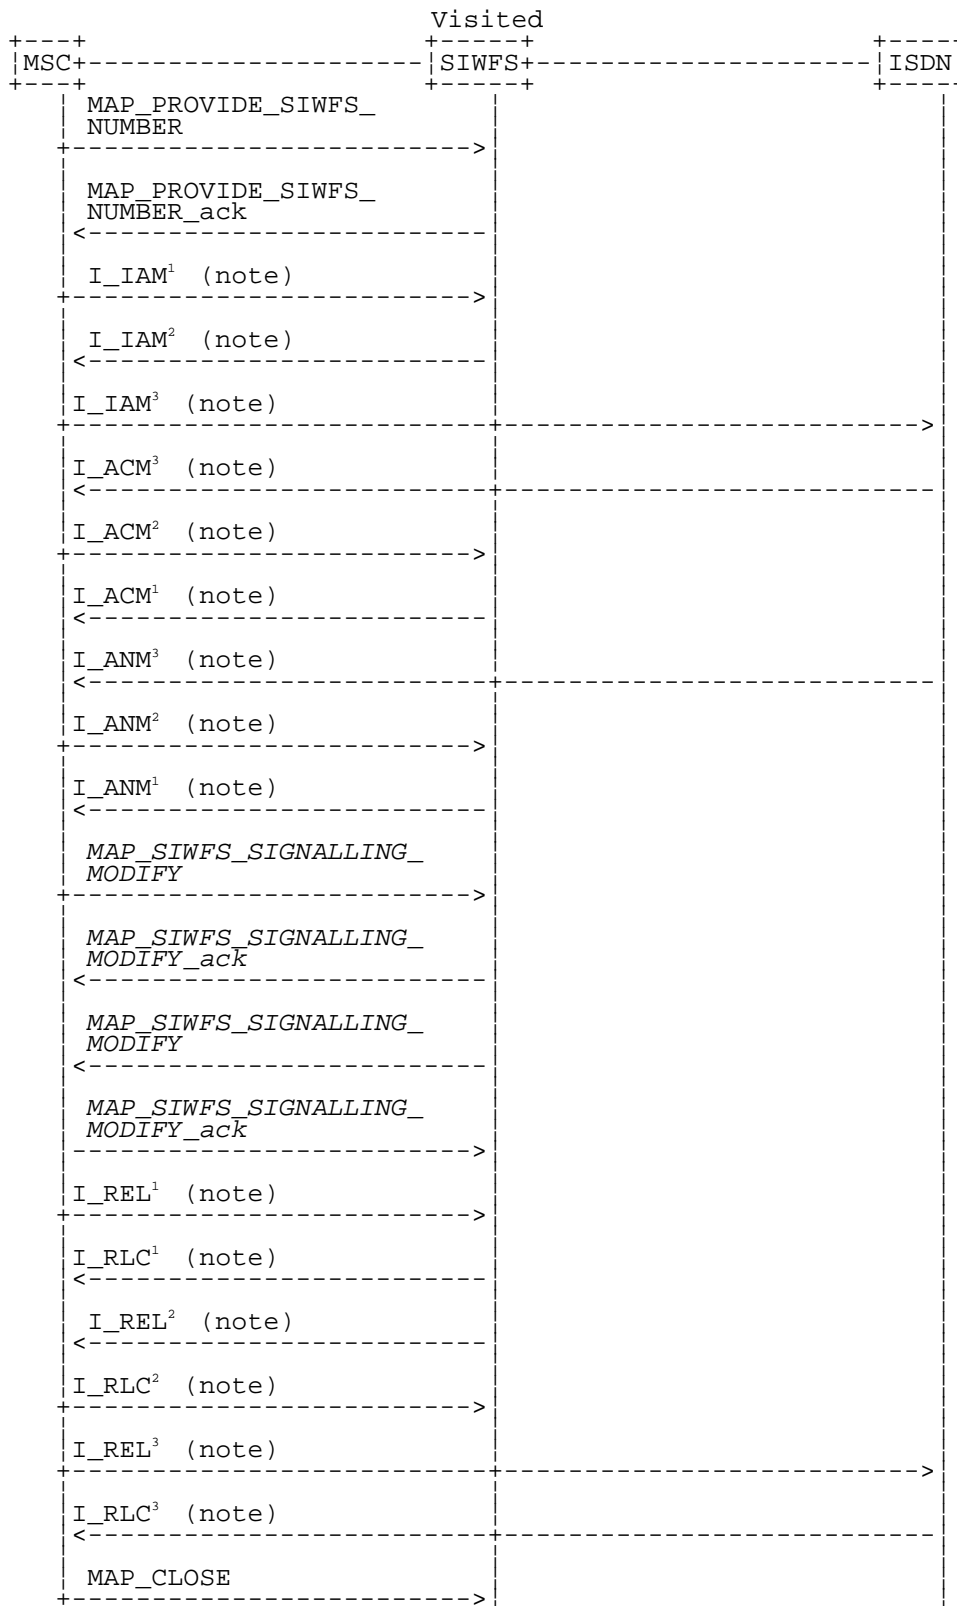 Visited
MSC SIWFS ISDN
MAP_PROVIDE_SIWFS_
NUMBER
MAP_PROVIDE_SIWFS_
NUMBER_ack
I_IAM¹ (note)
I_IAM² (note)
I_IAM³ (note)
I_ACM³ (note)
I_ACM² (note)
I_ACM¹ (note)
I_ANM³ (note)
I_ANM² (note)
I_ANM¹ (note)
MAP_SIWFS_SIGNALLING_
MODIFY
MAP_SIWFS_SIGNALLING_
MODIFY_ack
MAP_SIWFS_SIGNALLING_
MODIFY
MAP_SIWFS_SIGNALLING_
MODIFY_ack
I_REL¹ (note)
I_RLC¹ (note)
I_REL² (note)
I_RLC² (note)
I_REL³ (note)
I_RLC³ (note)
MAP_CLOSE